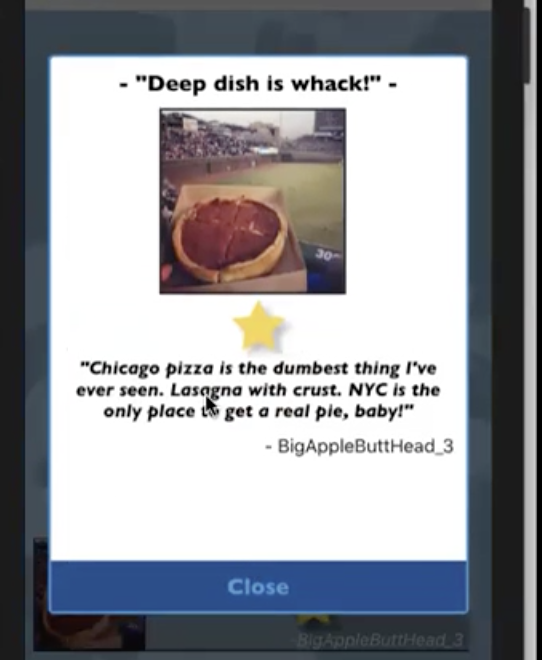 - "Deep dish is whack!" -
"Chicago pizza is the dumbest thing I've
ever seen. Lasagna with crust. NYC is the
only place to get a real pie, baby!"
- BigAppleButtHead_3
Close
-BigAppleButtHead_3